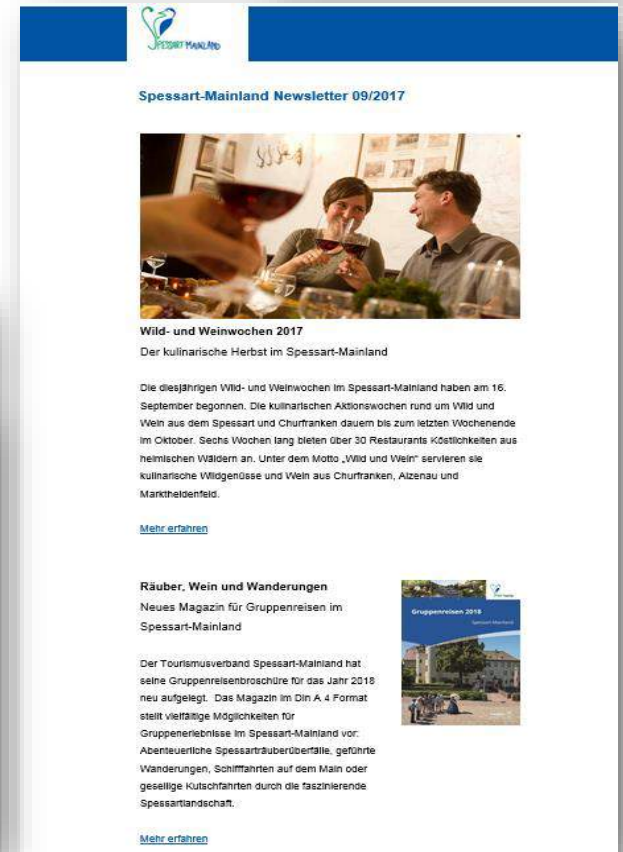 SPESSART MAINLAND
Spessart-Mainland Newsletter 09/2017
Wild- und Weinwochen 2017
Der kulinarische Herbst im Spessart-Mainland
Die diesjährigen Wild- und Weinwochen im Spessart-Mainland haben am 16.
September begonnen. Die kulinarischen Aktionswochen rund um Wild und
Wein aus dem Spessart und Churfranken dauern bis zum letzten Wochenende
im Oktober. Sechs Wochen lang bieten über 30 Restaurants Köstlichkeiten aus
heimischen Wäldern an. Unter dem Motto „Wild und Wein“ servieren sie
kulinarische Wildgenüsse und Wein aus Churfranken, Alzenau und
Marktheidenfeld.
Mehr erfahren
Räuber, Wein und Wanderungen
Neues Magazin für Gruppenreisen im
Spessart-Mainland
Der Tourismusverband Spessart-Mainland hat
seine Gruppenreisenbroschüre für das Jahr 2018
neu aufgelegt. Das Magazin im Din A 4 Format
stellt vielfältige Möglichkeiten für
Gruppenerlebnisse im Spessart-Mainland vor:
Abenteuerliche Spessarträuberüberfälle, geführte
Wanderungen, Schifffahrten auf dem Main oder
gesellige Kutschfahrten durch die faszinierende
Spessartlandschaft.
Mehr erfahren
Gruppenreisen 2018
Spessart-Mainland